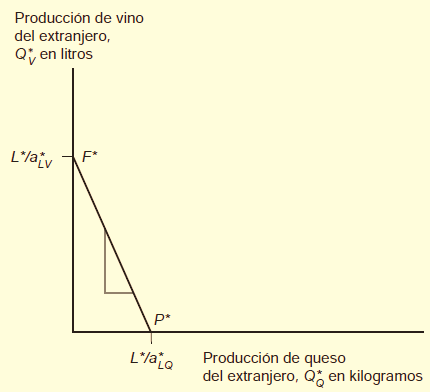 Producción de vino
del extranjero,
Q*V en litros
L*/a*LV
F*
P*
L*/a*LQ
Producción de queso
del extranjero, Q*Q en kilogramos